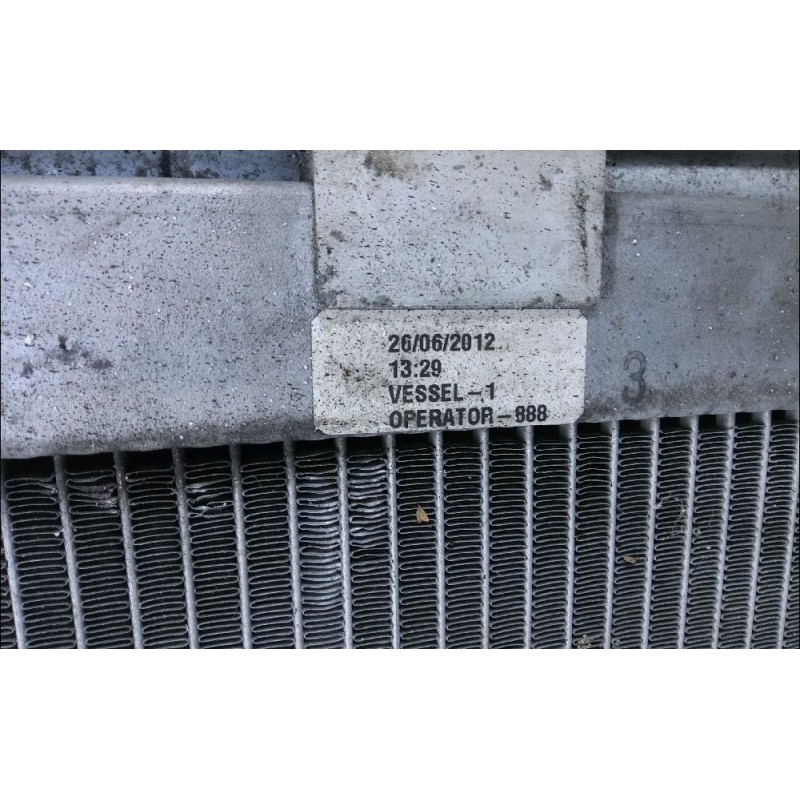 26/06/2012
13:29
VESSEL-1
OPERATOR-888
3